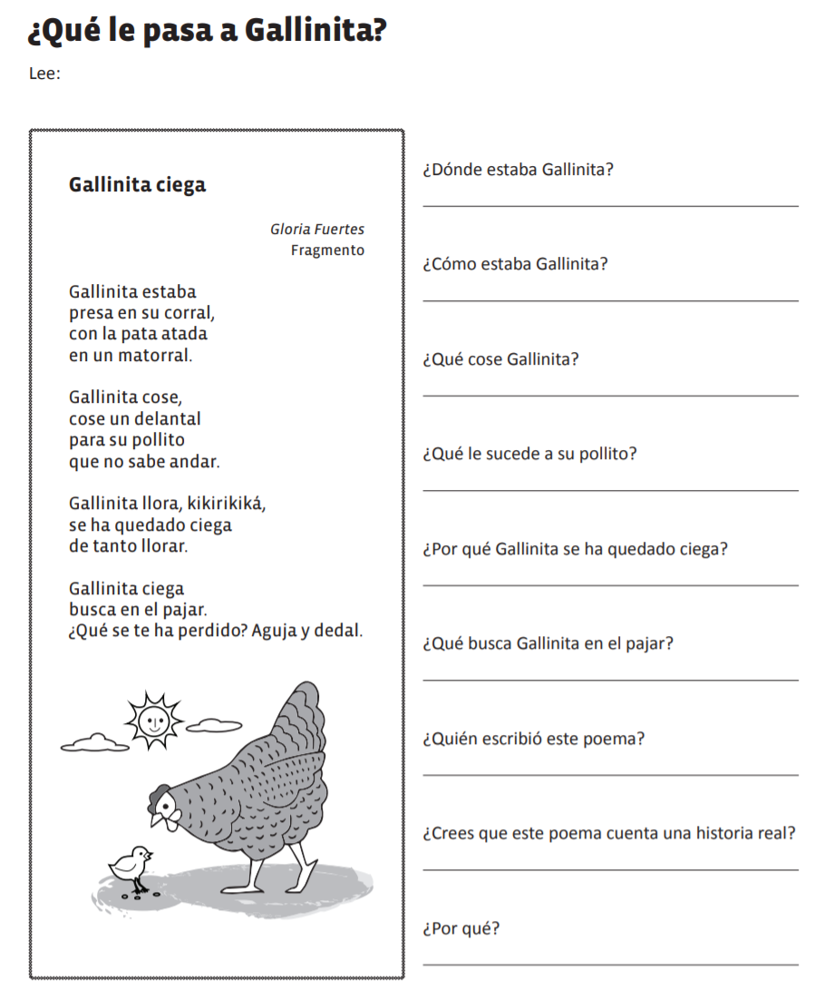 ¿Qué le pasa a Gallinita?
Lee:
Gallinita ciega
Gloria Fuertes
Fragmento
Gallinita estaba
presa en su corral,
con la pata atada
en un matorral.
Gallinita cose,
cose un delantal
para su pollito
que no sabe andar.
Gallinita llora, kikirikiká,
se ha quedado ciega
de tanto llorar.
Gallinita ciega
busca en el pajar.
¿Qué se te ha perdido? Aguja y dedal.
¿Dónde estaba Gallinita?
¿Cómo estaba Gallinita?
¿Qué cose Gallinita?
¿Qué le sucede a su pollito?
¿Por qué Gallinita se ha quedado ciega?
¿Qué busca Gallinita en el pajar?
¿Quién escribió este poema?
¿Crees que este poema cuenta una historia real?
¿Por qué?